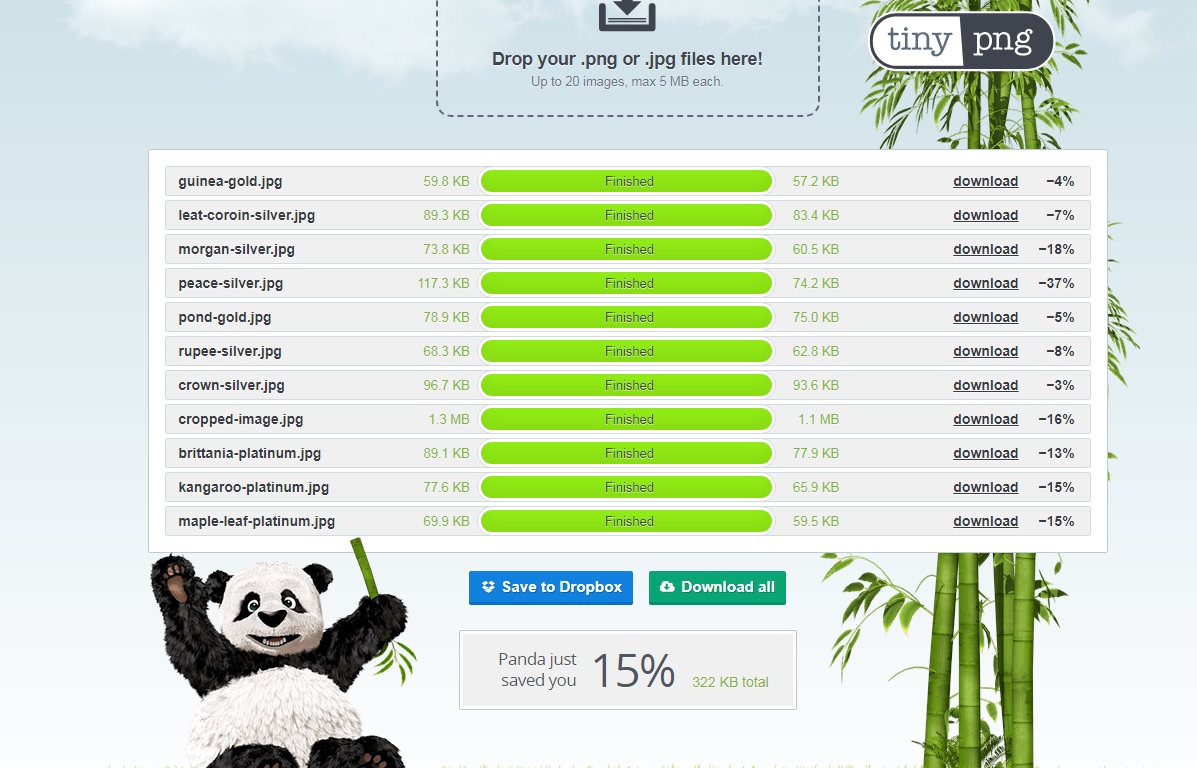 tiny png
Drop your .png or .jpg files here!
Up to 20 images, max 5 MB each.
guinea-gold.jpg 59.8 KB Finished 57.2 KB download −4%
leat-coroin-silver.jpg 89.3 KB Finished 83.4 KB download −7%
morgan-silver.jpg 73.8 KB Finished 60.5 KB download −18%
peace-silver.jpg 117.3 KB Finished 74.2 KB download −37%
pond-gold.jpg 78.9 KB Finished 75.0 KB download −5%
rupee-silver.jpg 68.3 KB Finished 62.8 KB download −8%
crown-silver.jpg 96.7 KB Finished 93.6 KB download −3%
cropped-image.jpg 1.3 MB Finished 1.1 MB download −16%
brittania-platinum.jpg 89.1 KB Finished 77.9 KB download −13%
kangaroo-platinum.jpg 77.6 KB Finished 65.9 KB download −15%
maple-leaf-platinum.jpg 69.9 KB Finished 59.5 KB download −15%
Save to Dropbox Download all
Panda just
saved you 15% 322 KB total